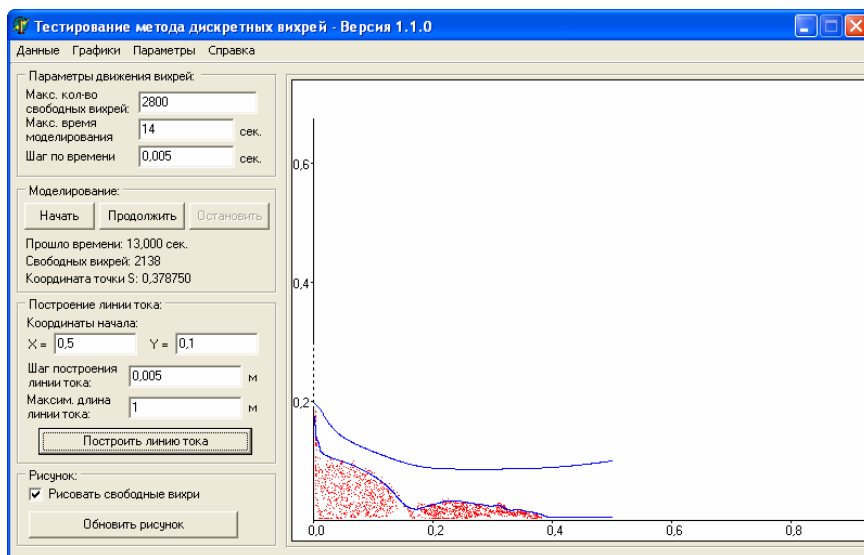 Тестирование метода дискретных вихрей - Версия 1.1.0
Данные Графики Параметры Справка
Параметры движения вихрей:
Макс. кол-во
свободных вихрей: 2800
Макс. время
моделирования 14 сек.
Шаг по времени 0,005 сек.
Моделирование:
Начать Продолжить Остановить
Прошло времени: 13,000 сек.
Свободных вихрей: 2138
Координата точки S: 0,378750
Построение линии тока:
Координаты начала:
X = 0,5 Y = 0,1
Шаг построения
линии тока: 0,005 м
Максим. длина
линии тока: 1 м
Построить линию тока
Рисунок:
Рисовать свободные вихри
Обновить рисунок
0,6
0,4
0,2
0,0 0,2 0,4 0,6 0,8